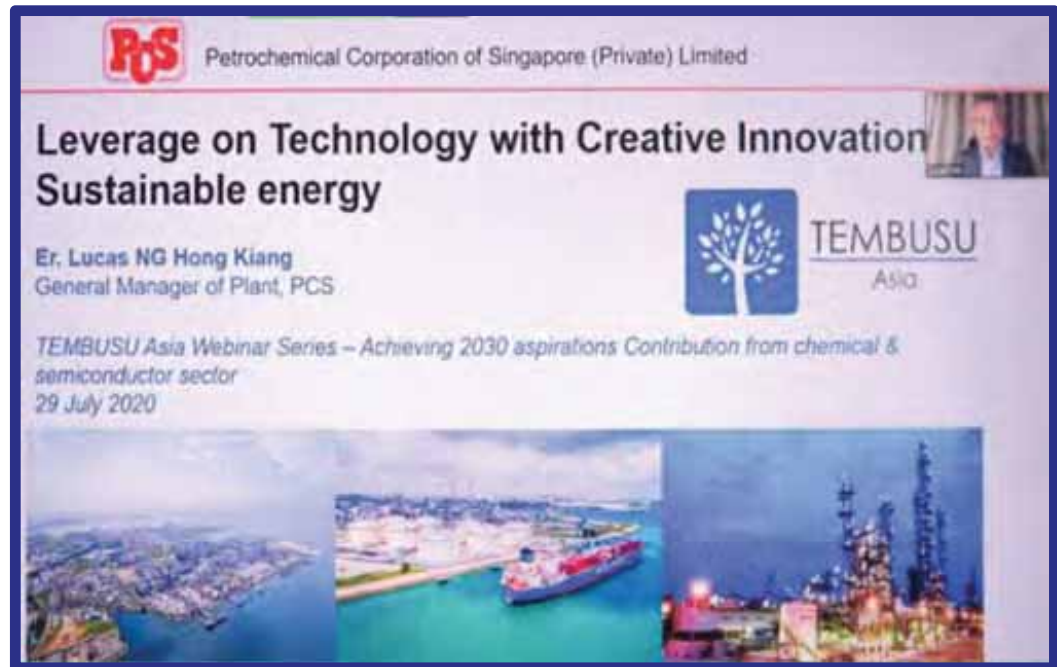 PCS
Petrochemical Corporation of Singapore (Private) Limited
Leverage on Technology with Creative Innovation
Sustainable energy
Er. Lucas NG Hong Kiang
General Manager of Plant, PCS
TEMBUSU
Asia
TEMBUSU Asia Webinar Series – Achieving 2030 aspirations Contribution from chemical &
semiconductor sector
29 July 2020